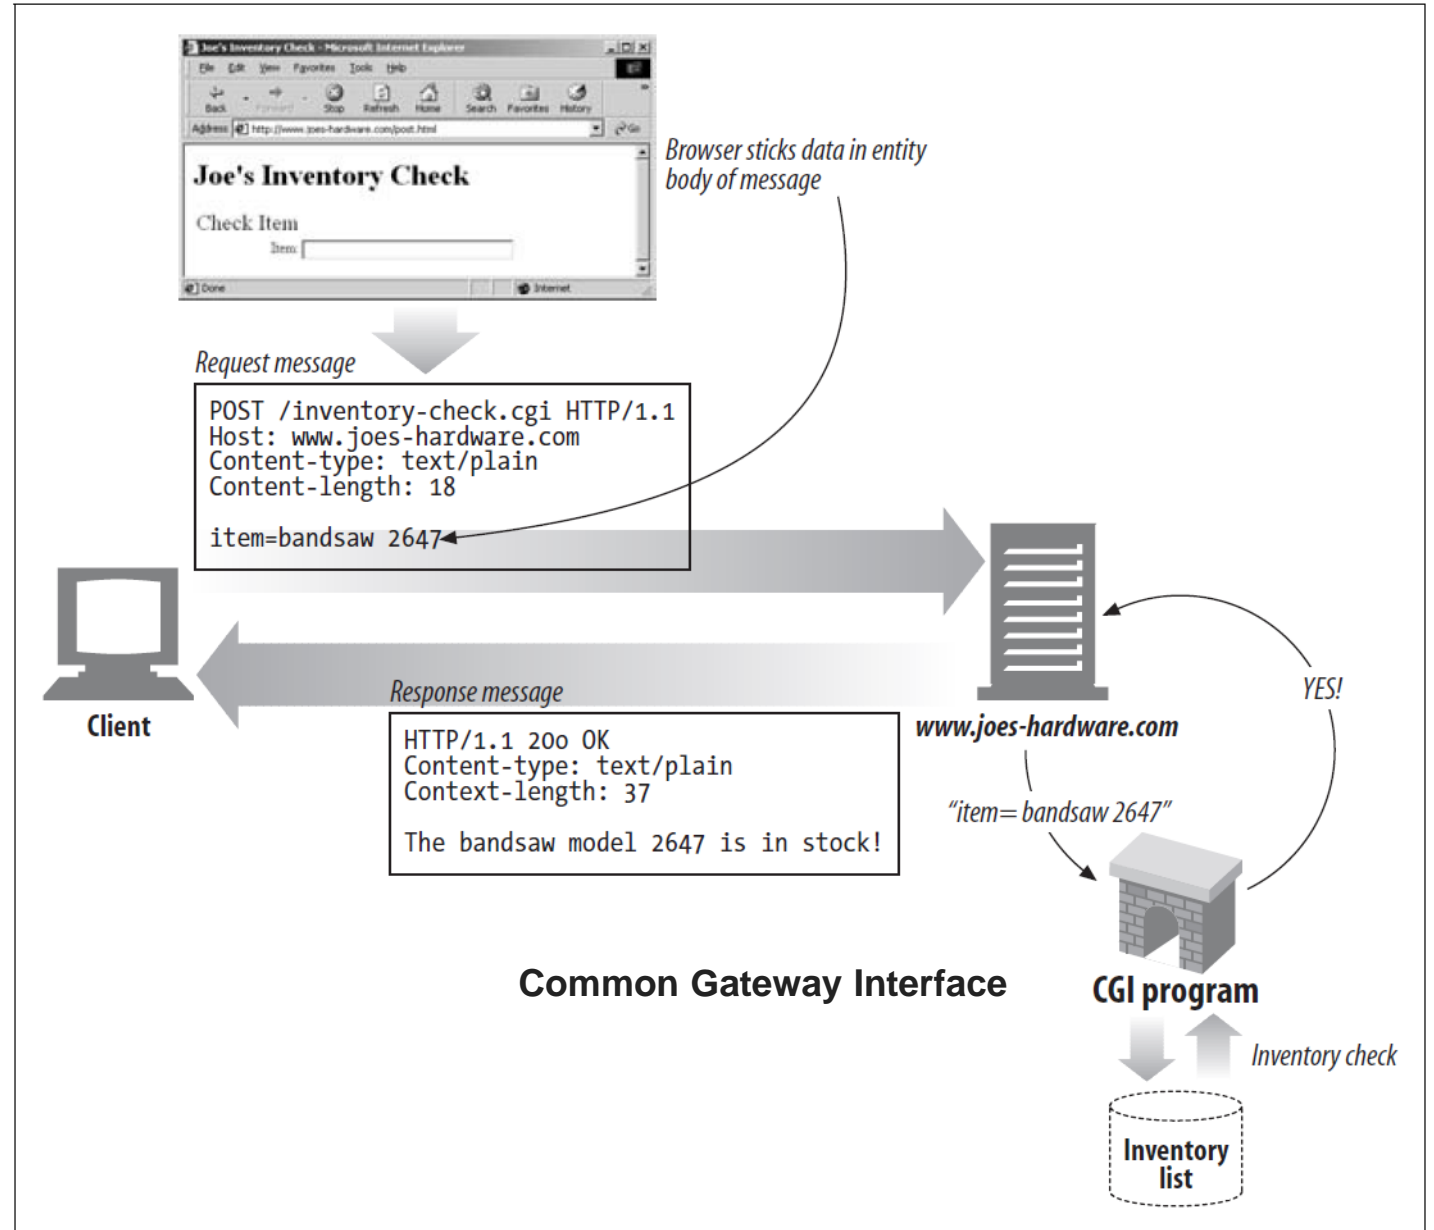 Joe's Inventory Check - Microsoft Internet Explorer
File Edit View Favorites Tools Help
Back Forward Stop Refresh Home Search Favorites History
Address http://www.joes-hardware.com/post.html Go
Joe's Inventory Check
Check Item
Item:
Done Internet
Browser sticks data in entity
body of message
Request message
POST /inventory-check.cgi HTTP/1.1
Host: www.joes-hardware.com
Content-type: text/plain
Content-length: 18
item=bandsaw 2647
Client
Response message
HTTP/1.1 20o OK
Content-type: text/plain
Context-length: 37
The bandsaw model 2647 is in stock!
www.joes-hardware.com
YES!
“item=bandsaw 2647”
Common Gateway Interface
CGI program
Inventory check
Inventory
list